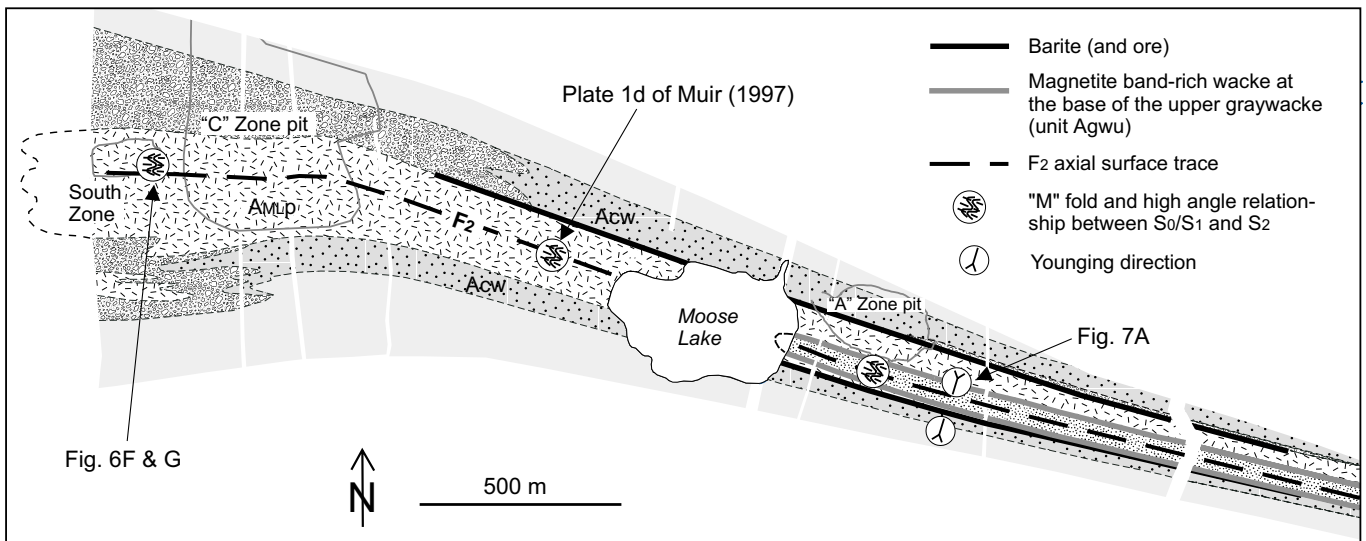 Barite (and ore)
Magnetite band-rich wacke at
the base of the upper graywacke
(unit Agwu)
F2 axial surface trace
"M" fold and high angle relation-
ship between S0/S1 and S2
Younging direction
Plate 1d of Muir (1997)
"C" Zone pit
South
Zone
AMLp
F2
Acw
Acw
Moose
Lake
"A" Zone pit
Fig. 7A
Fig. 6F & G
N
500 m